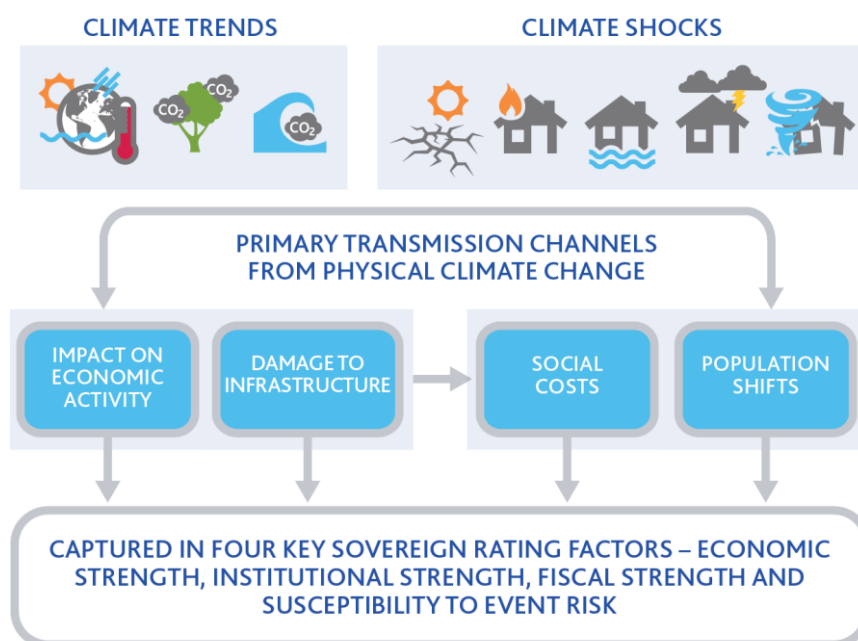 CLIMATE TRENDS
CLIMATE SHOCKS
CO2
CO2
CO2
PRIMARY TRANSMISSION CHANNELS
FROM PHYSICAL CLIMATE CHANGE
IMPACT ON
ECONOMIC
ACTIVITY
DAMAGE TO
INFRASTRUCTURE
SOCIAL
COSTS
POPULATION
SHIFTS
CAPTURED IN FOUR KEY SOVEREIGN RATING FACTORS – ECONOMIC
STRENGTH, INSTITUTIONAL STRENGTH, FISCAL STRENGTH AND
SUSCEPTIBILITY TO EVENT RISK